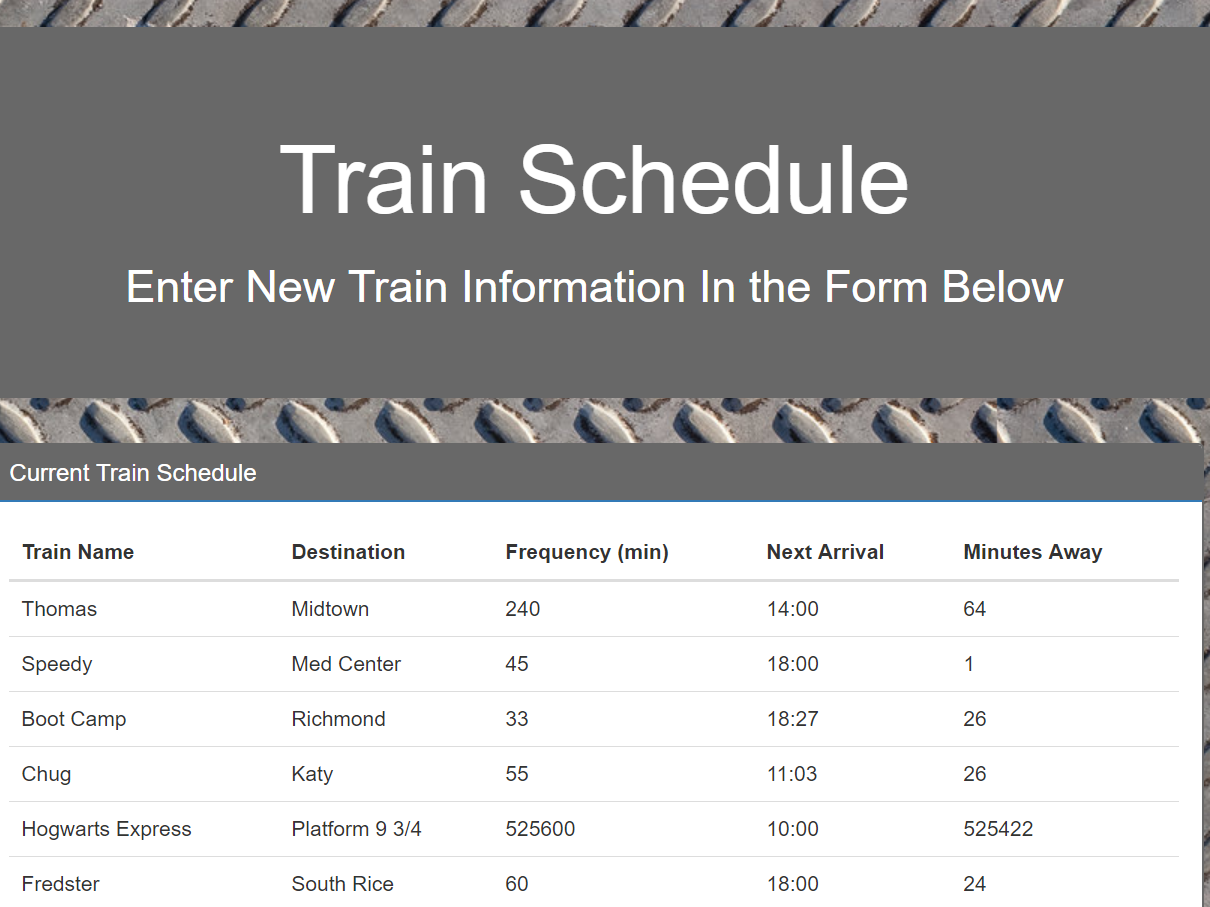 Train Schedule
Enter New Train Information In the Form Below
Current Train Schedule
Train Name Destination Frequency (min) Next Arrival Minutes Away
Thomas Midtown 240 14:00 64
Speedy Med Center 45 18:00 1
Boot Camp Richmond 33 18:27 26
Chug Katy 55 11:03 26
Hogwarts Express Platform 9 3/4 525600 10:00 525422
Fredster South Rice 60 18:00 24